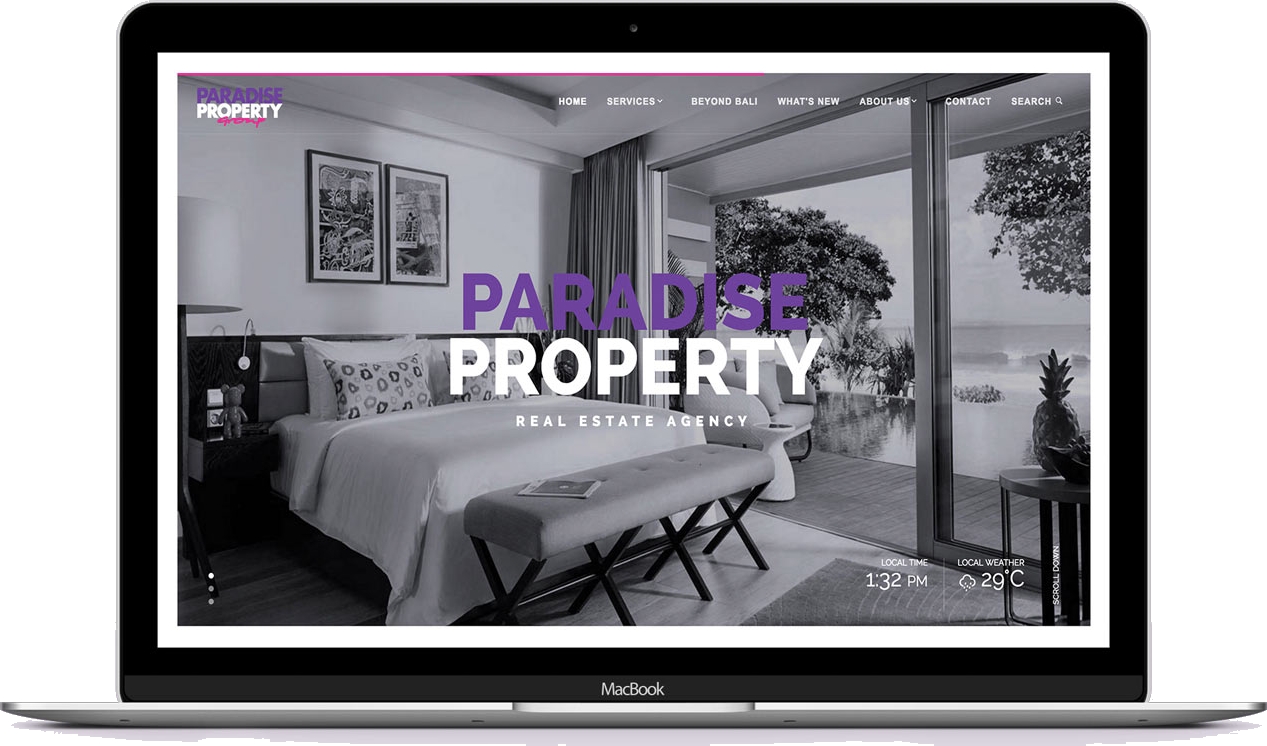 PARADISE
PROPERTY
Group
HOME SERVICES BEYOND BALI WHAT'S NEW ABOUT US CONTACT SEARCH
PARADISE
PROPERTY
REAL ESTATE AGENCY
LOCAL TIME
1:32 PM
LOCAL WEATHER
29°C
SCROLL DOWN
MacBook